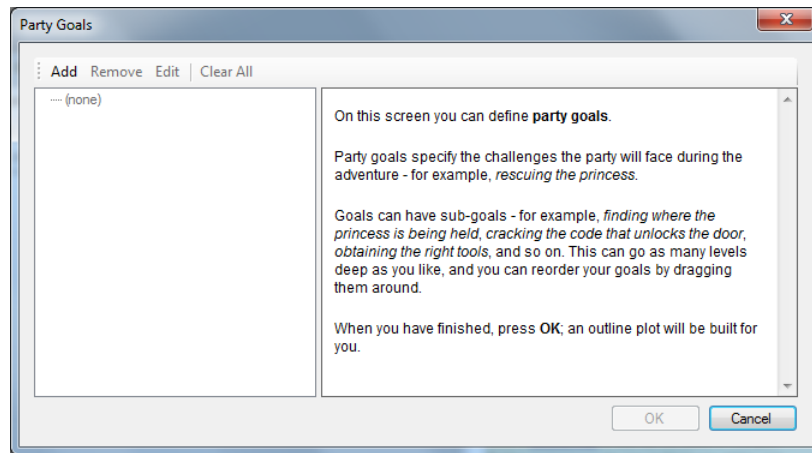 Party Goals
Add Remove Edit Clear All
(none)
On this screen you can define party goals.
Party goals specify the challenges the party will face during the
adventure - for example, rescuing the princess.
Goals can have sub-goals - for example, finding where the
princess is being held, cracking the code that unlocks the door,
obtaining the right tools, and so on. This can go as many levels
deep as you like, and you can reorder your goals by dragging
them around.
When you have finished, press OK; an outline plot will be built for
you.
OK Cancel